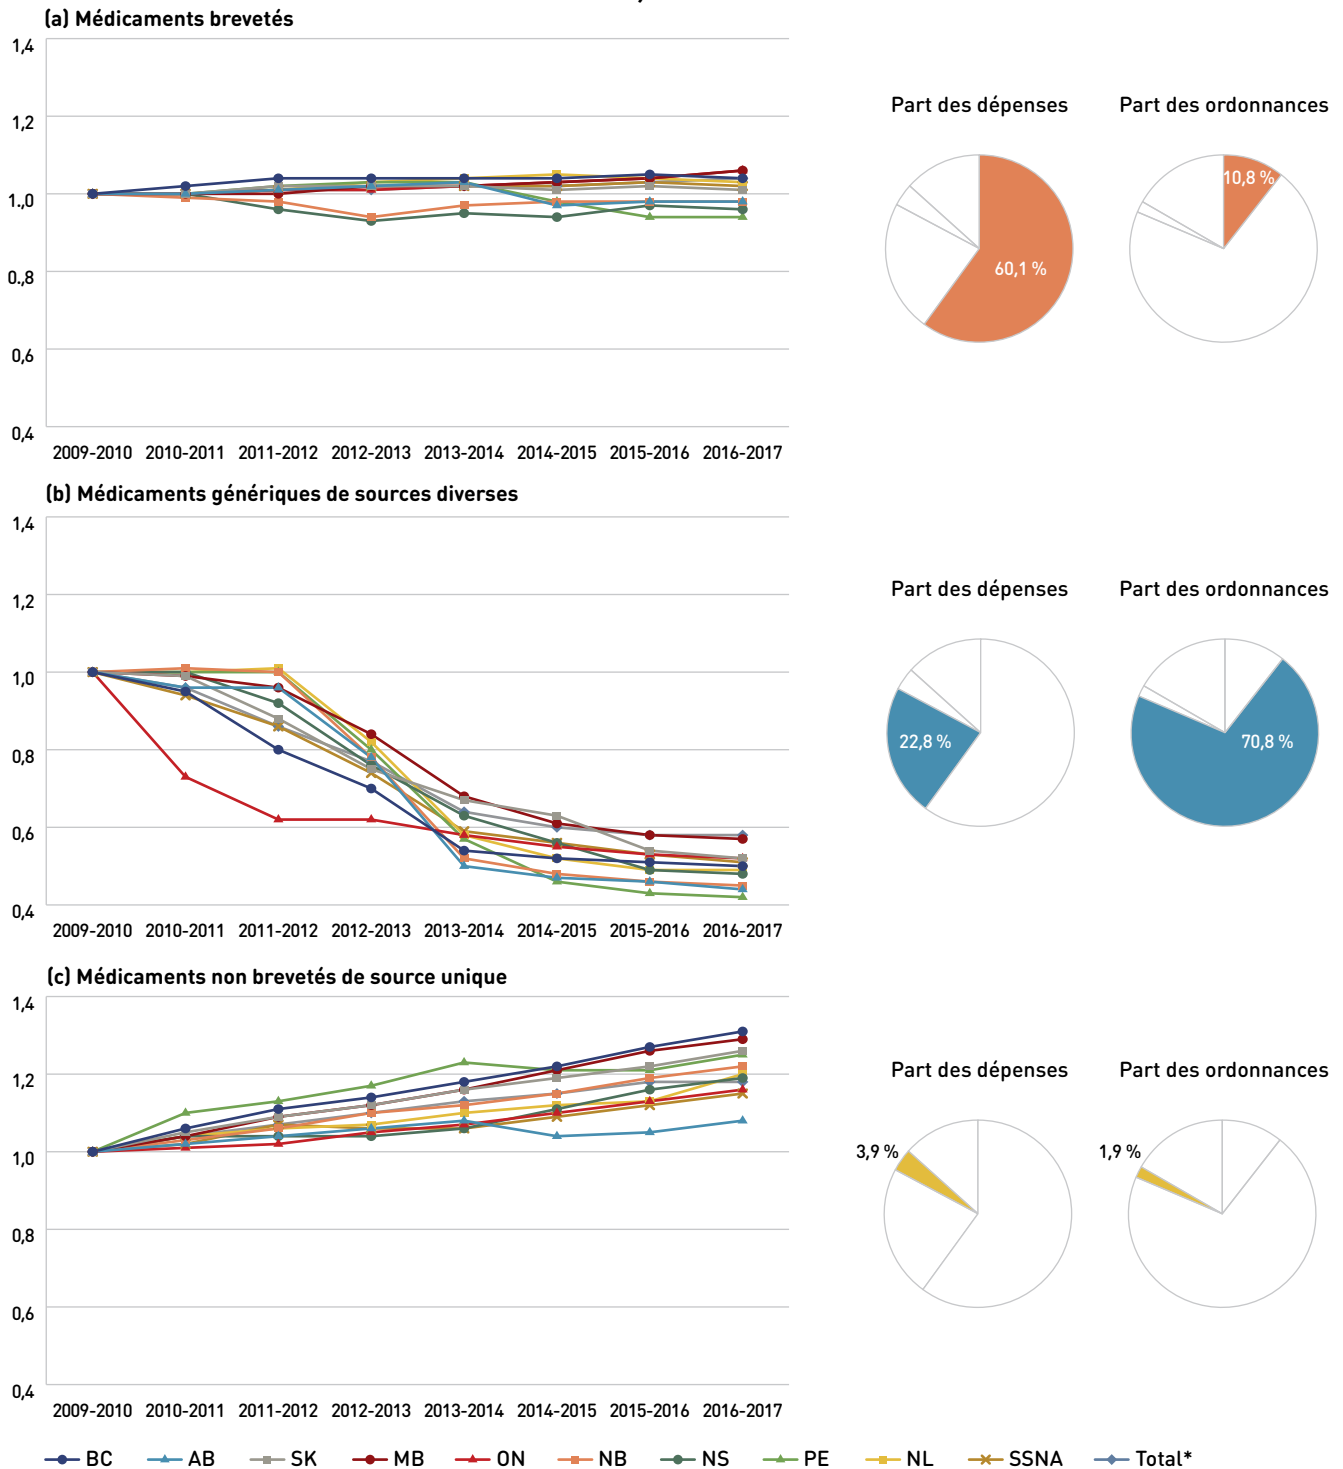 (a) Médicaments brevetés
1,4
1,2
1,0
0,8
0,6
0,4
2009-2010 2010-2011 2011-2012 2012-2013 2013-2014 2014-2015 2015-2016 2016-2017
Part des dépenses
60,1 %
Part des ordonnances
10,8 %
(b) Médicaments génériques de sources diverses
1,4
1,2
1,0
0,8
0,6
0,4
2009-2010 2010-2011 2011-2012 2012-2013 2013-2014 2014-2015 2015-2016 2016-2017
Part des dépenses
22,8 %
Part des ordonnances
70,8 %
(c) Médicaments non brevetés de source unique
1,4
1,2
1,0
0,8
0,6
0,4
2009-2010 2010-2011 2011-2012 2012-2013 2013-2014 2014-2015 2015-2016 2016-2017
Part des dépenses
3,9 %
Part des ordonnances
1,9 %
BC AB SK MB ON NB NS PE NL SSNA Total*